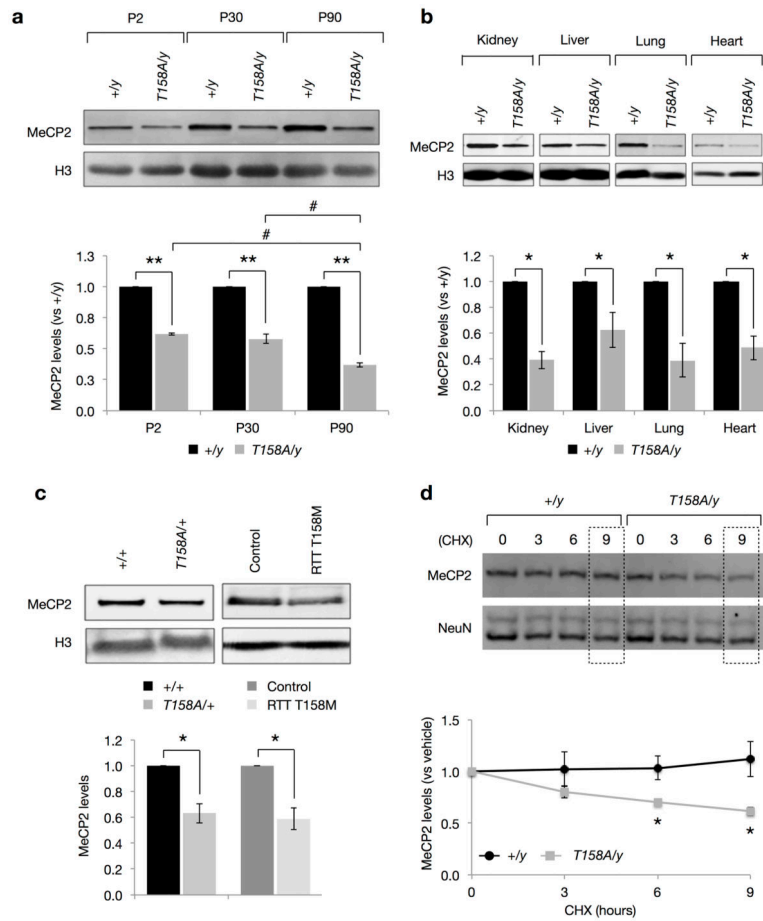 a
P2 P30 P90
+/y T158A/y +/y T158A/y +/y T158A/y
MeCP2
H3
#
#
** ** **
MeCP2 levels (vs +/y)
1.3
1.0
0.8
0.5
0.3
0.0
P2 P30 P90
+/y T158A/y
b
Kidney Liver Lung Heart
+/y T158A/y +/y T158A/y +/y T158A/y +/y T158A/y
MeCP2
H3
* * * *
MeCP2 levels (vs +/y)
1.2
1.0
0.8
0.6
0.4
0.2
0.0
Kidney Liver Lung Heart
+/y T158A/y
c
+/+ T158A/+ Control RTT T158M
MeCP2
H3
+/+ Control
T158A/+ RTT T158M
* *
MeCP2 levels
1.2
1.0
0.8
0.6
0.4
0.2
0.0
d
+/y T158A/y
(CHX) 0 3 6 9 0 3 6 9
MeCP2
NeuN
MeCP2 levels (vs vehicle)
1.5
1.0
0.5
0.0
* *
+/y T158A/y
0 3 6 9
CHX (hours)